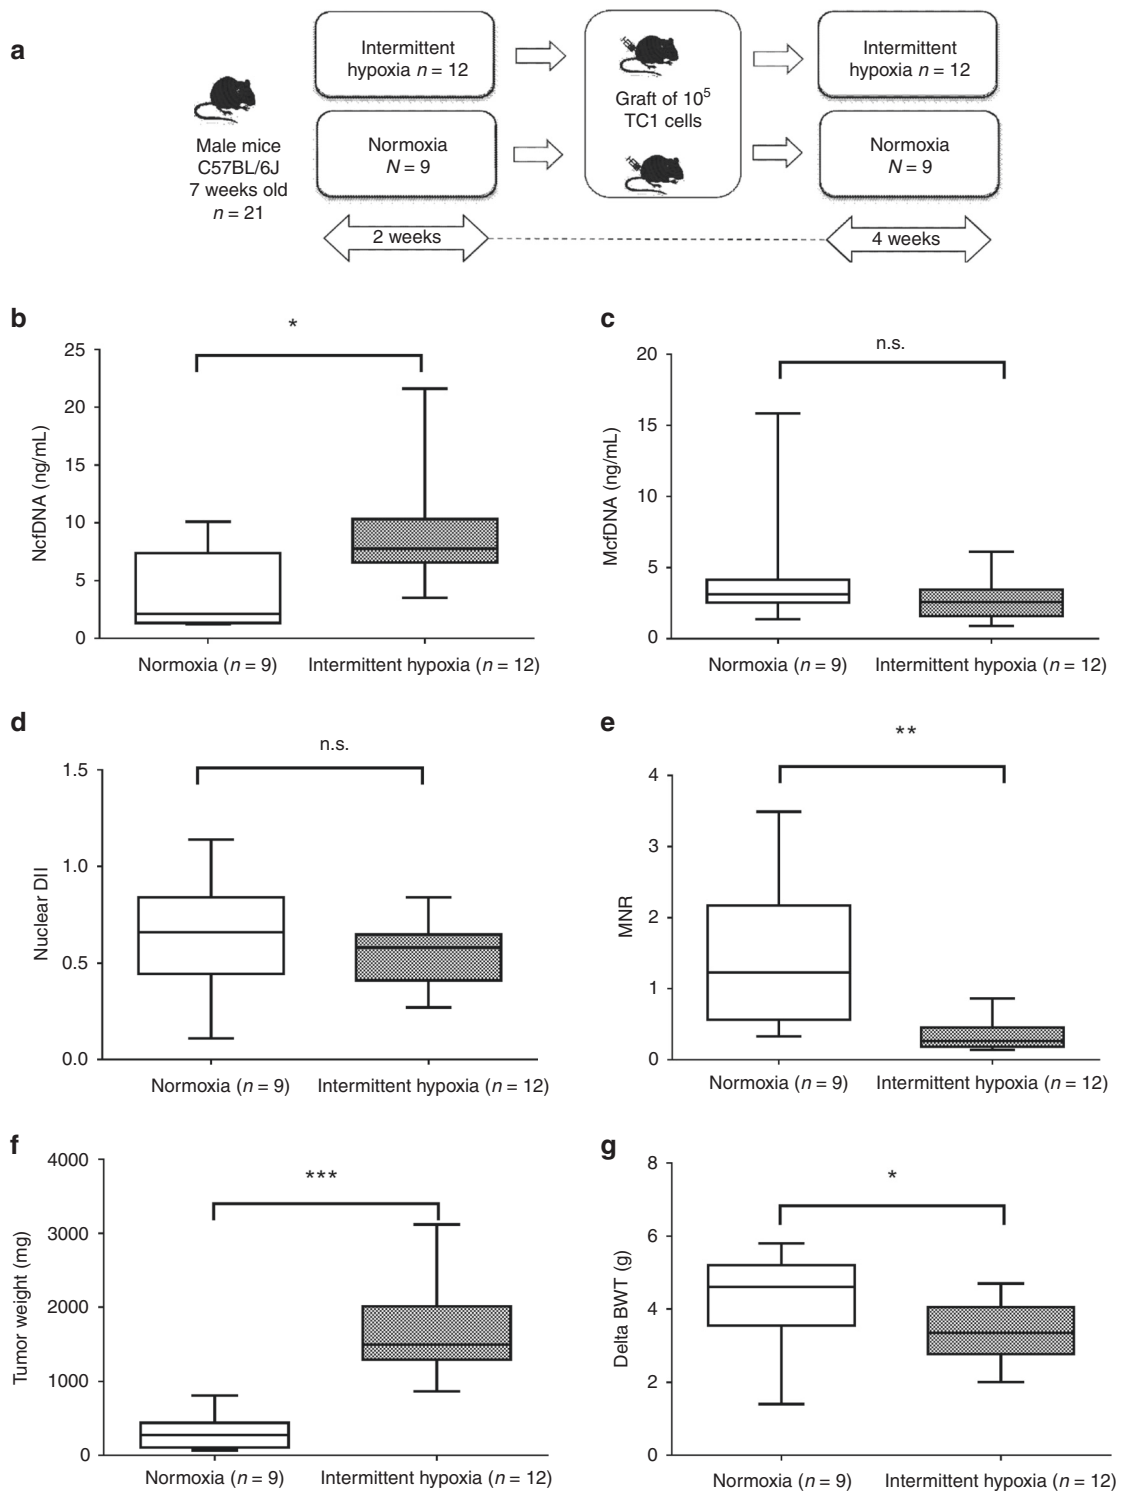 a
Intermittent
hypoxia n = 12
Intermittent
hypoxia n = 12
Graft of 10⁵
TC1 cells
Male mice
C57BL/6J
7 weeks old
n = 21
Normoxia
N = 9
Normoxia
N = 9
2 weeks
4 weeks
b
*
NcfDNA (ng/mL)
25
20
15
10
5
0
Normoxia (n = 9)
Intermittent hypoxia (n = 12)
c
n.s.
McfDNA (ng/mL)
20
15
10
5
0
Normoxia (n = 9)
Intermittent hypoxia (n = 12)
d
n.s.
Nuclear DII
1.5
1.0
0.5
0.0
Normoxia (n = 9)
Intermittent hypoxia (n = 12)
e
**
MNR
4
3
2
1
0
Normoxia (n = 9)
Intermittent hypoxia (n = 12)
f
***
Tumor weight (mg)
4000
3000
2000
1000
0
Normoxia (n = 9)
Intermittent hypoxia (n = 12)
g
*
Delta BWT (g)
8
6
4
2
0
Normoxia (n = 9)
Intermittent hypoxia (n = 12)